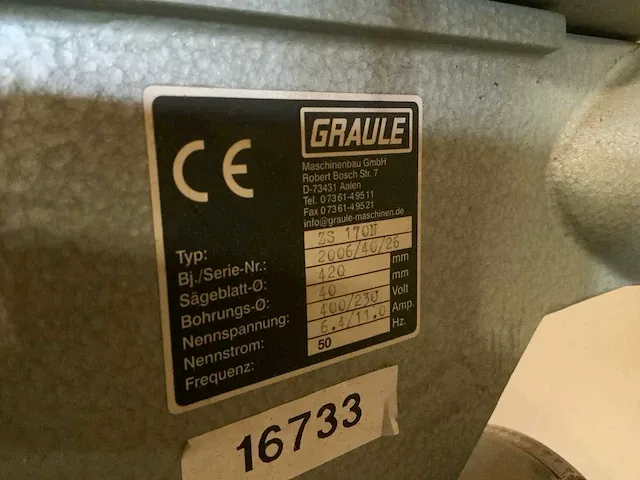 CE
GRAULE
Maschinenbau GmbH
Robert Bosch Str. 7
D-73431 Aalen
Tel. 07361-49511
Fax 07361-49521
info@graule-maschinen.de
Typ: ZS 170N
Bj./Serie-Nr.: 2006/40/26
Sägeblatt-Ø: 420 mm
Bohrungs-Ø: 40 mm
Nennspannung: 400/230 Volt
Nennstrom: 6.4/11.0 Amp.
Frequenz: 50 Hz.
16733